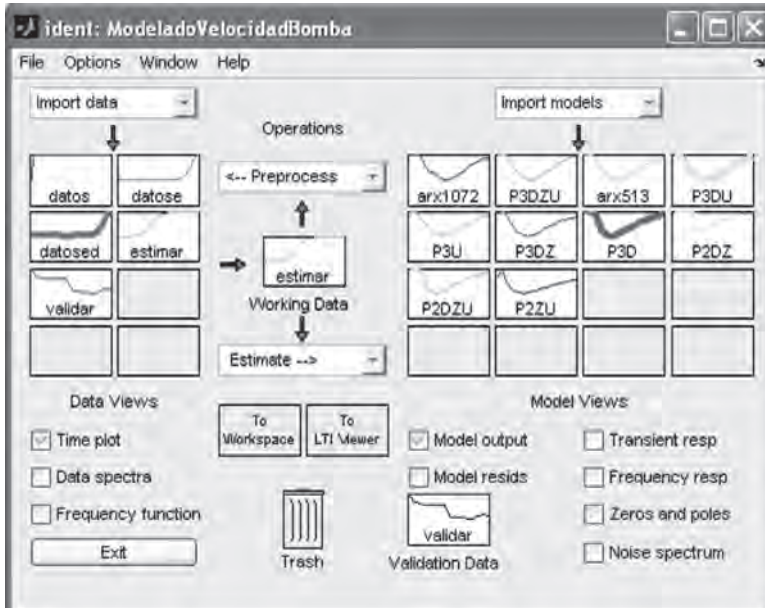 ident: ModeladoVelocidadBomba
File Options Window Help
Import data
Import models
Operations
datos datose
<-- Preprocess
arx1072 P3DZU arx513 P3DU
datosed estimar
estimar
P3U P3DZ P3D P2DZ
validar
Working Data
P2DZU P2ZU
Estimate -->
Data Views
Model Views
To Workspace
To LTI Viewer
Time plot
Model output
Transient resp
Data spectra
Model resids
Frequency resp
Frequency function
Zeros and poles
validar
Exit
Trash
Validation Data
Noise spectrum